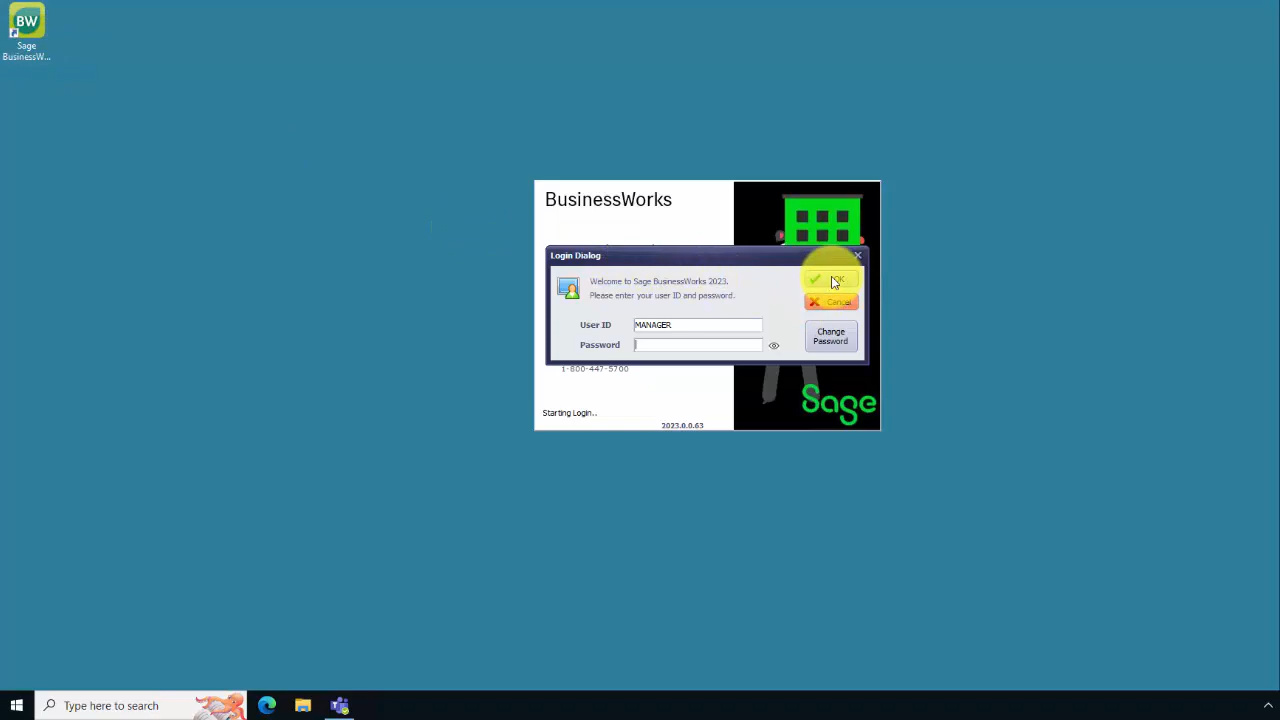 BW
Sage
BusinessW...
BusinessWorks
Login Dialog
Welcome to Sage BusinessWorks 2023.
Please enter your user ID and password.
OK
Cancel
User ID
MANAGER
Change
Password
Password
1-800-447-5700
Sage
Starting Login..
2023.0.0.63
Type here to search